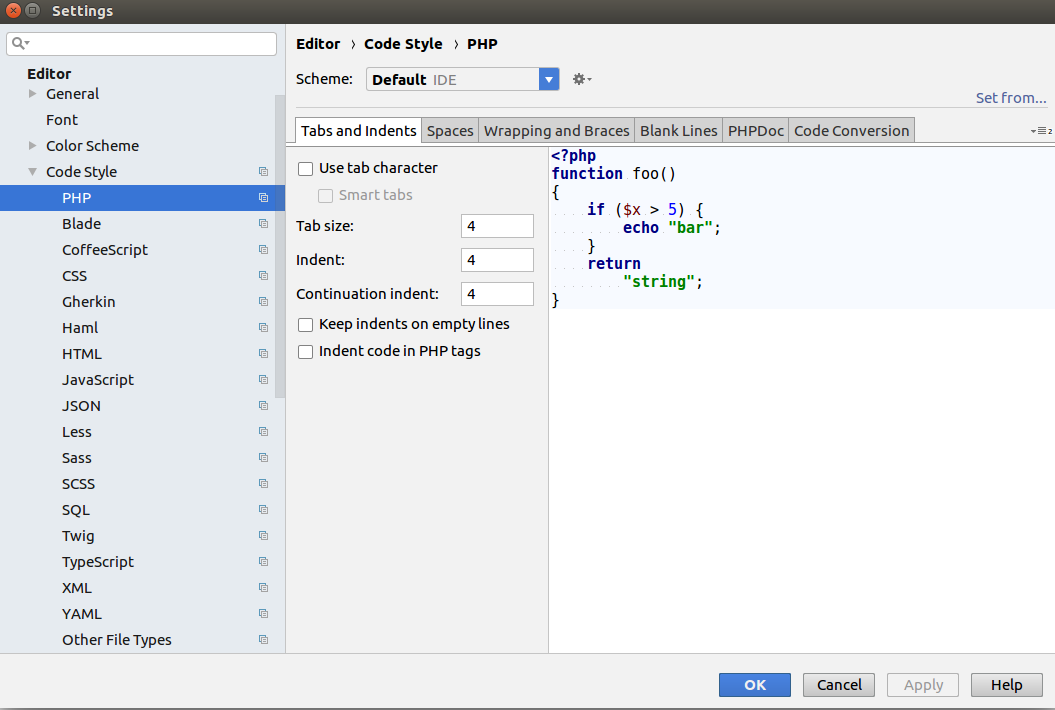 Settings
Editor
General
Font
Color Scheme
Code Style
PHP
Blade
CoffeeScript
CSS
Gherkin
Haml
HTML
JavaScript
JSON
Less
Sass
SCSS
SQL
Twig
TypeScript
XML
YAML
Other File Types
Editor › Code Style › PHP
Scheme: Default IDE
Set from...
Tabs and Indents Spaces Wrapping and Braces Blank Lines PHPDoc Code Conversion
2
Use tab character
Smart tabs
Tab size: 4
Indent: 4
Continuation indent: 4
Keep indents on empty lines
Indent code in PHP tags
<?php
function foo()
{
    if ($x > 5) {
        echo "bar";
    }
    return
        "string";
}
OK Cancel Apply Help